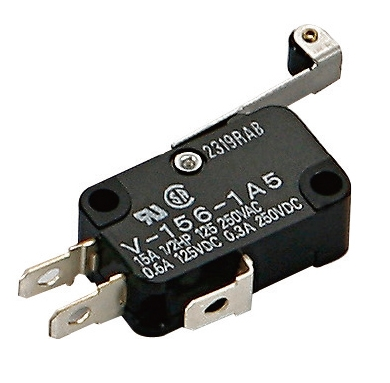 2319RAB
V-156-1A5
15A 1/2HP 125 250VAC
0.6A 125VDC 0.3A 250VDC